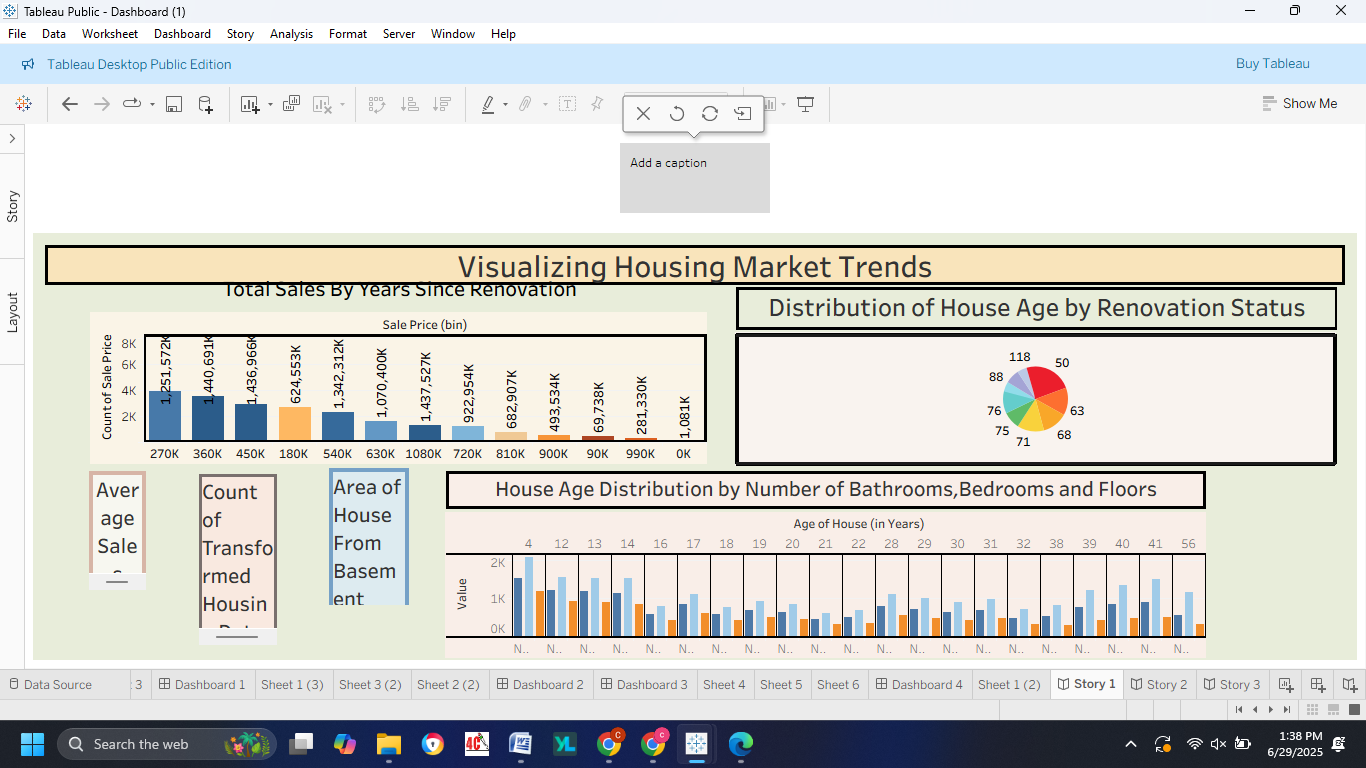 Tableau Public - Dashboard (1)
File Data Worksheet Dashboard Story Analysis Format Server Window Help
Tableau Desktop Public Edition Buy Tableau
Show Me
Add a caption
Story
Layout
Visualizing Housing Market Trends
Total Sales By Years Since Renovation
Sale Price (bin)
Count of Sale Price
8K
6K
4K
2K
1,251,572K 1,440,691K 1,436,966K 624,553K 1,342,312K 1,070,400K 1,437,527K 922,954K 682,907K 493,534K 69,738K 281,330K 1,081K
270K 360K 450K 180K 540K 630K 1080K 720K 810K 900K 90K 990K 0K
Distribution of House Age by Renovation Status
118 50
88
76 63
75 68
71
Aver
age
Sale
Count
of
Transfo
rmed
Housin
Area of
House
From
Basem
ent
House Age Distribution by Number of Bathrooms,Bedrooms and Floors
Age of House (in Years)
4 12 13 14 16 17 18 19 20 21 22 28 29 30 31 32 38 39 40 41 56
Value
2K
1K
0K
N.. N.. N.. N.. N.. N.. N.. N.. N.. N.. N.. N.. N.. N.. N.. N.. N.. N.. N.. N.. N..
Data Source 3 Dashboard 1 Sheet 1 (3) Sheet 3 (2) Sheet 2 (2) Dashboard 2 Dashboard 3 Sheet 4 Sheet 5 Sheet 6 Dashboard 4 Sheet 1 (2) Story 1 Story 2 Story 3
Search the web
1:38 PM
6/29/2025